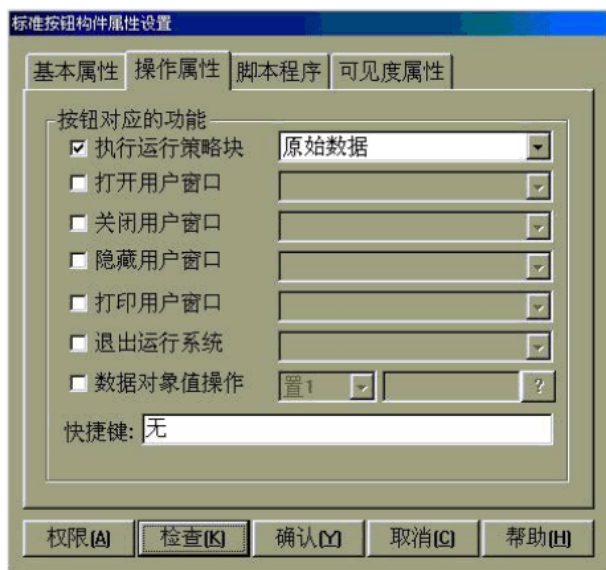 标准按钮构件属性设置
基本属性 操作属性 脚本程序 可见度属性
按钮对应的功能
执行运行策略块 原始数据
打开用户窗口
关闭用户窗口
隐藏用户窗口
打印用户窗口
退出运行系统
数据对象值操作 置1 ?
快捷键: 无
权限(A) 检查(K) 确认(Y) 取消(C) 帮助(H)